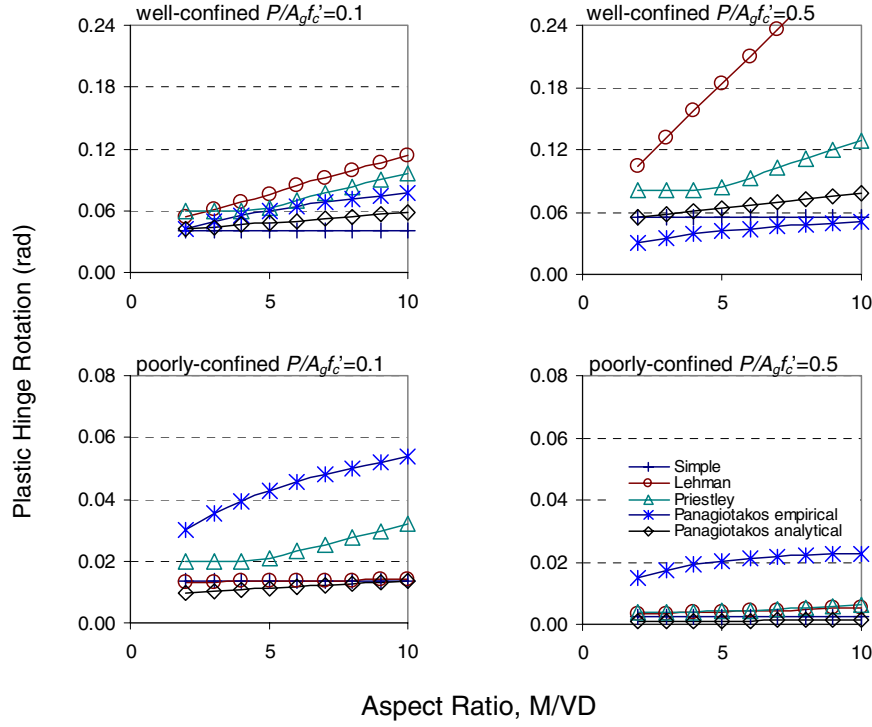 well-confined P/Agfc’=0.1
0.24
0.18
0.12
0.06
0.00
0
5
10
well-confined P/Agfc’=0.5
0.24
0.18
0.12
0.06
0.00
0
5
10
Plastic Hinge Rotation (rad)
poorly-confined P/Agfc’=0.1
0.08
0.06
0.04
0.02
0.00
0
5
10
poorly-confined P/Agfc’=0.5
0.08
0.06
0.04
0.02
0.00
0
5
10
Simple
Lehman
Priestley
Panagiotakos empirical
Panagiotakos analytical
Aspect Ratio, M/VD